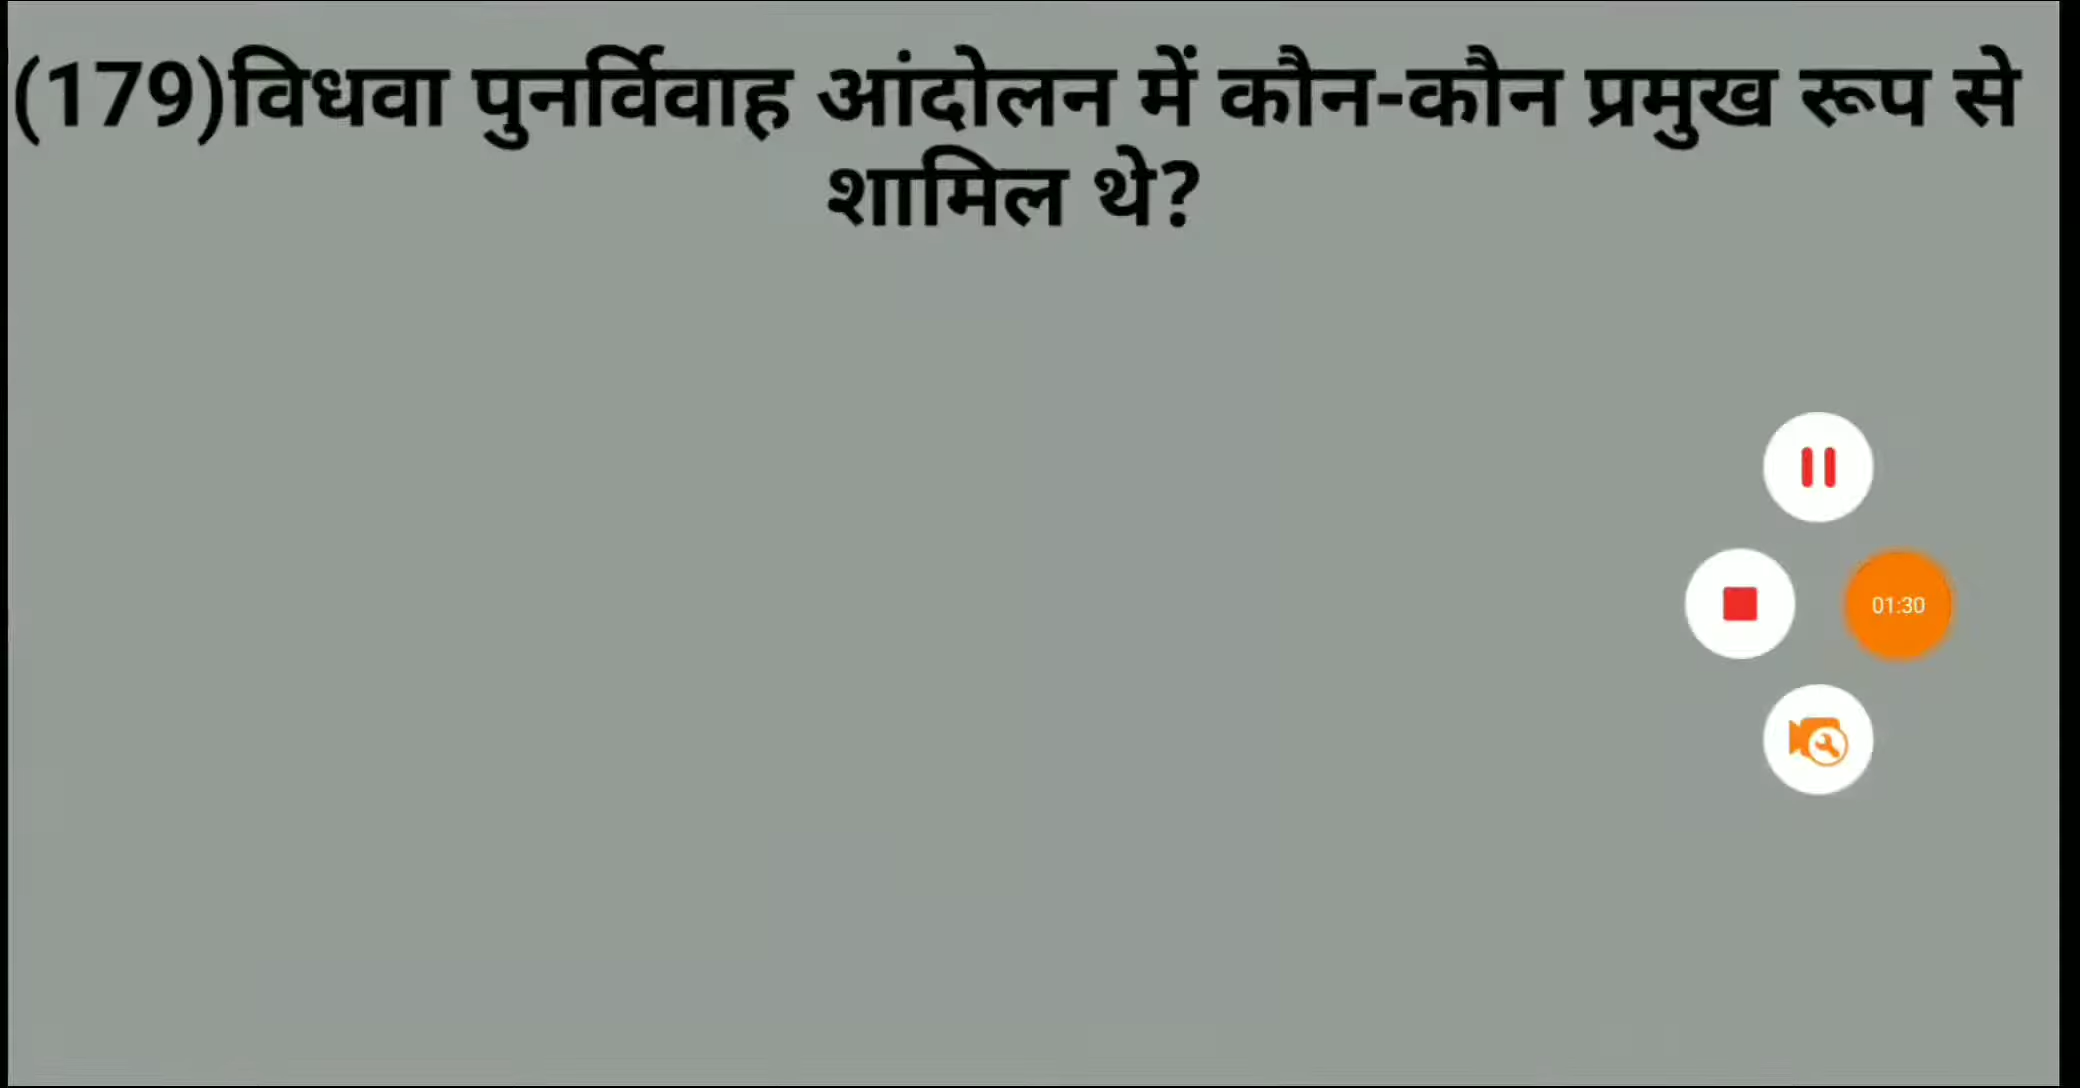 (179)विधवा पुनर्विवाह आंदोलन में कौन-कौन प्रमुख रूप से
शामिल थे?
01:30